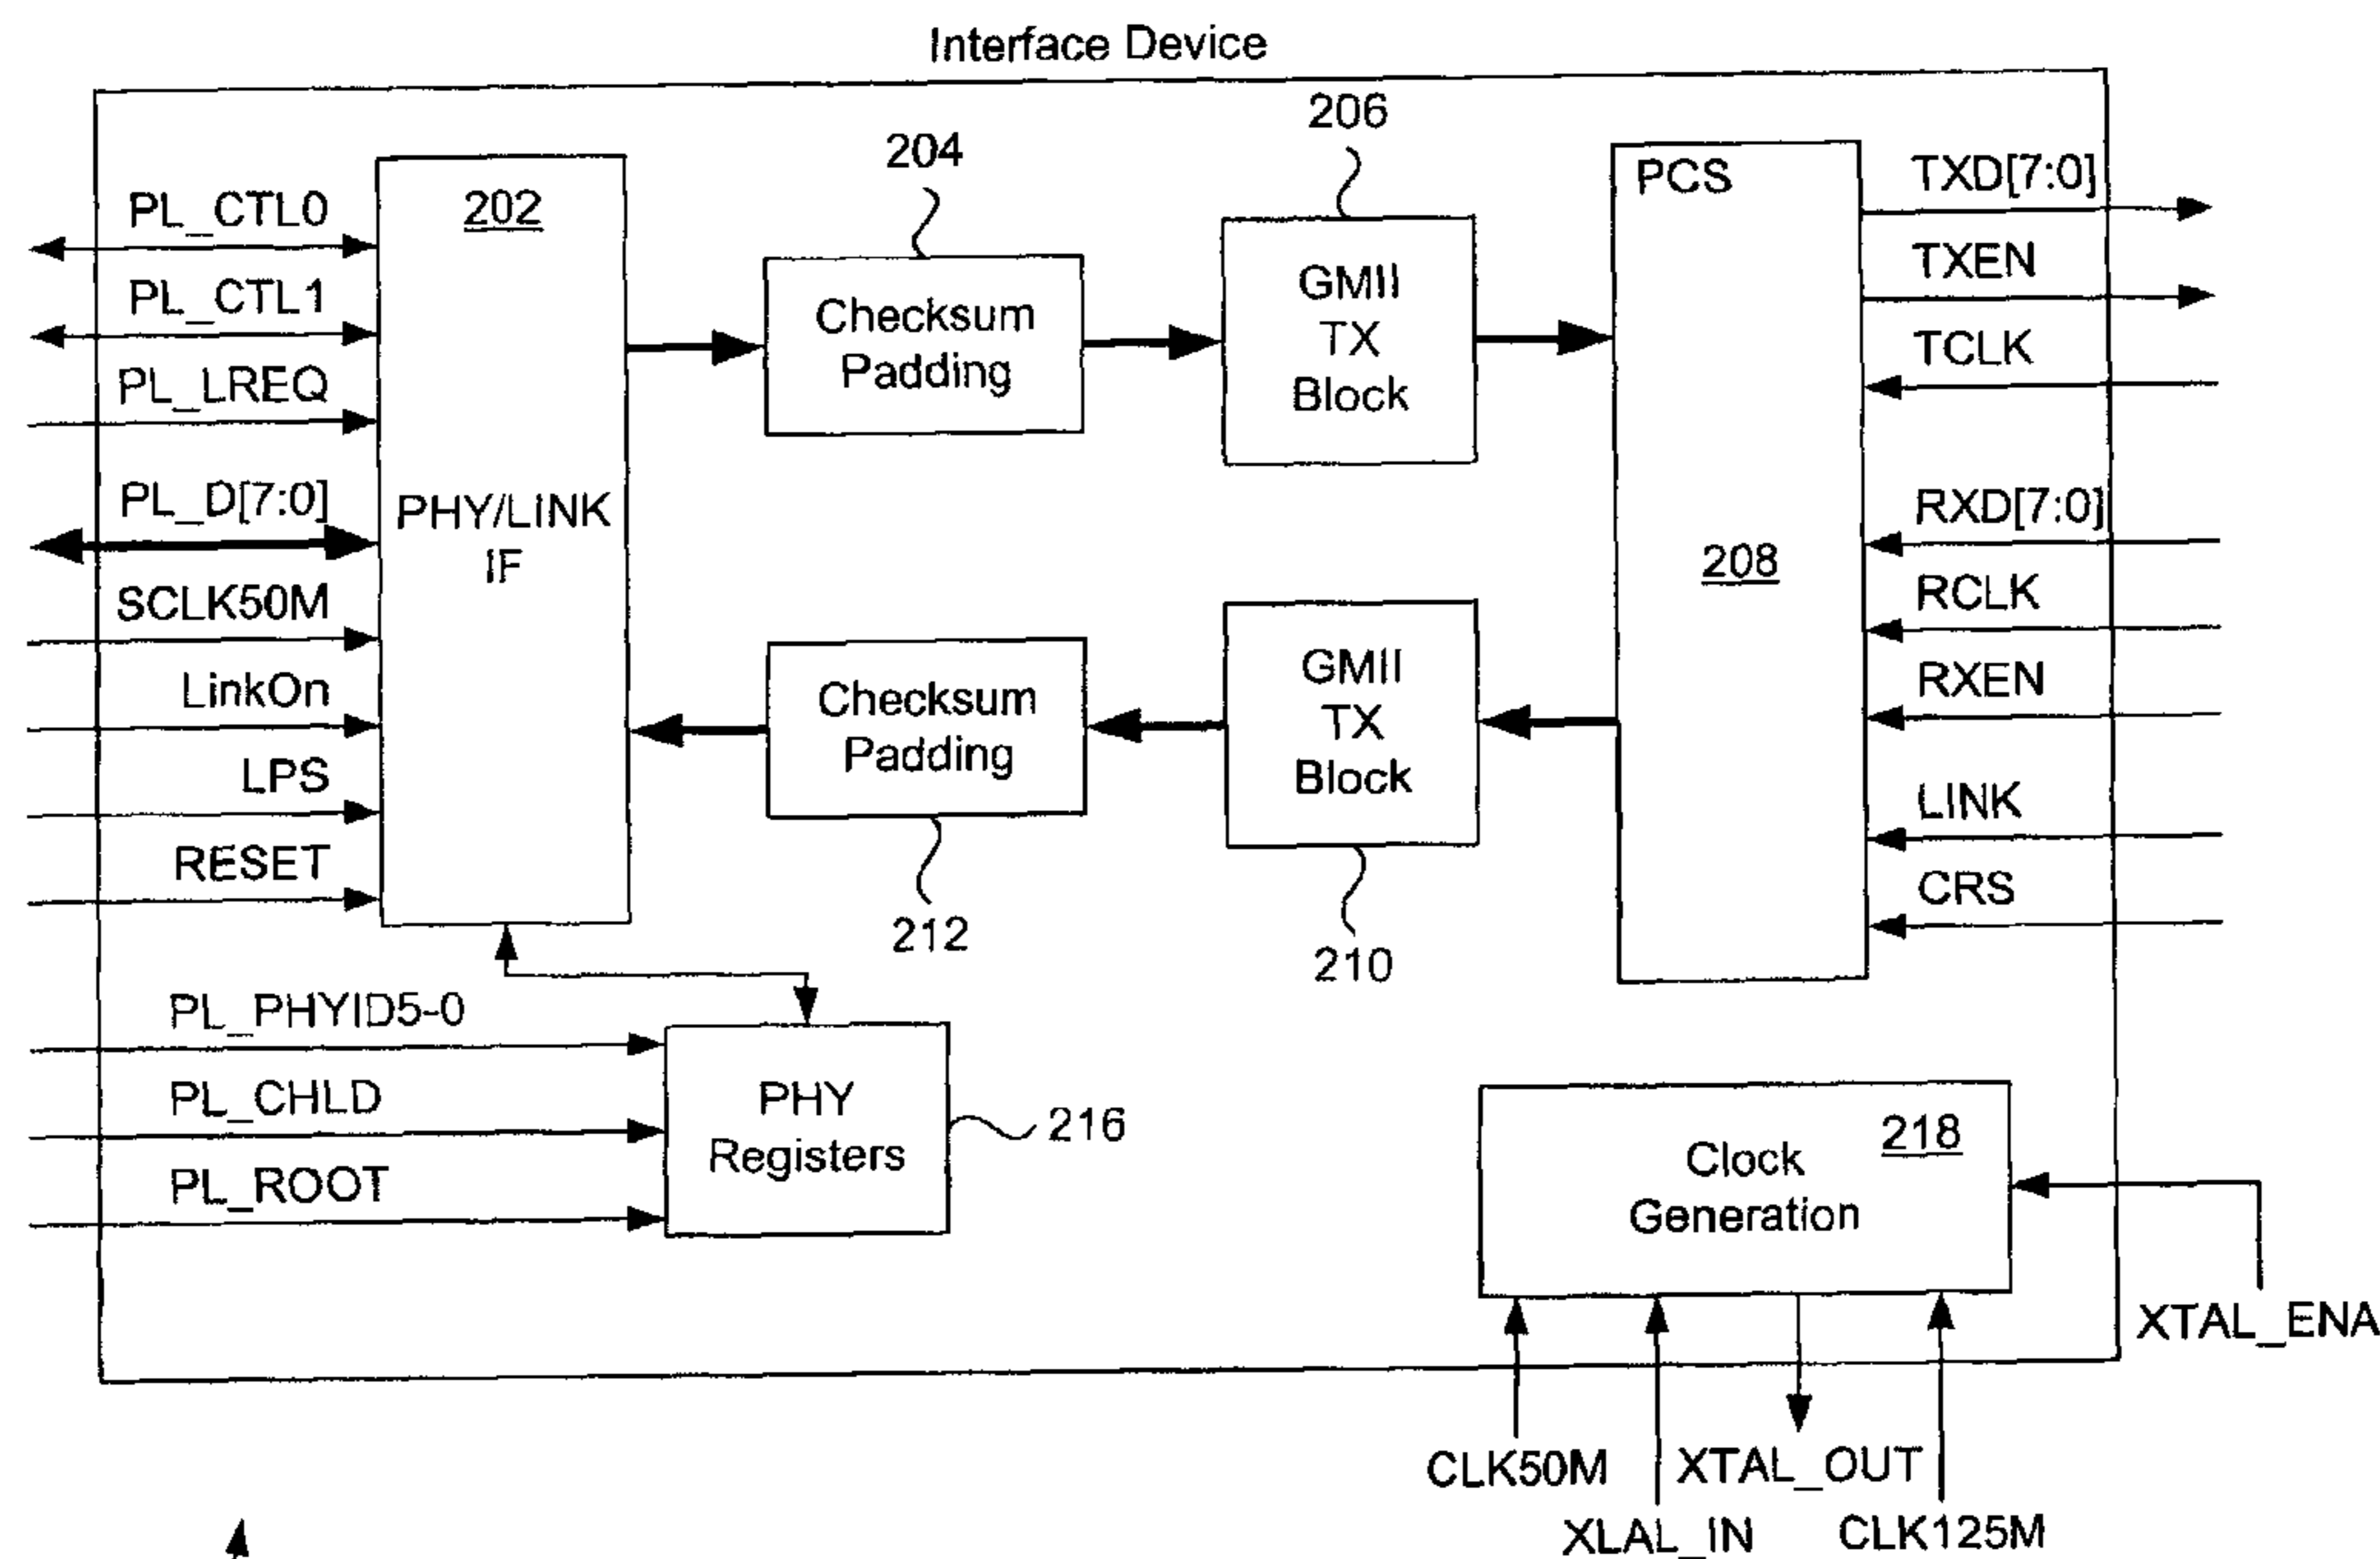 Interface Device
206
204
202
PCS
TXD[7:0]
PL_CTL0
TXEN
PL_CTL1
GMII
TX
Block
Checksum
Padding
TCLK
PL_LREQ
PL_D[7:0]
PHY/LINK
IF
RXD[7:0]
208
SCLK50M
RCLK
LinkOn
Checksum
Padding
GMII
TX
Block
RXEN
LPS
LINK
RESET
CRS
212
210
PL_PHYID5-0
PL_CHLD
PHY
Registers
216
218
Clock
Generation
PL_ROOT
XTAL_ENA
CLK50M
XTAL_OUT
XLAL_IN
CLK125M